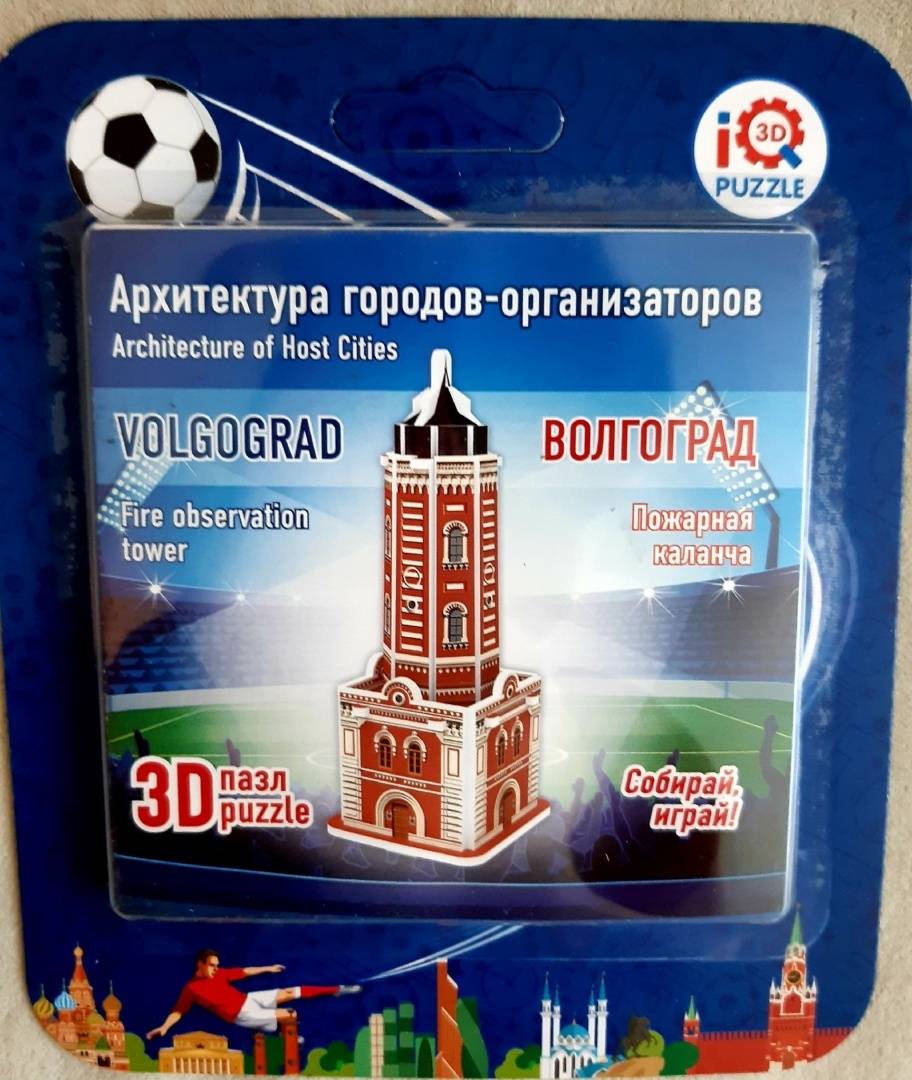 iQ 3D
PUZZLE
Архитектура городов-организаторов
Architecture of Host Cities
VOLGOGRAD
ВОЛГОГРАД
Fire observation
tower
Пожарная
каланча
3D пазл
puzzle
Собирай,
играй!